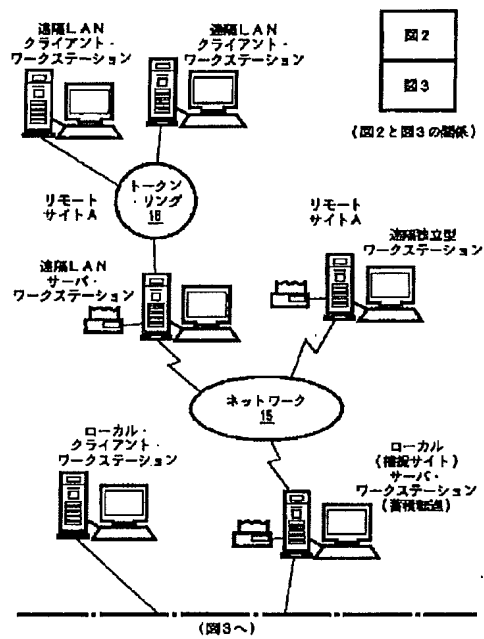 遠隔LAN
クライアント・
ワークステーション
遠隔LAN
クライアント・
ワークステーション
図2
図3
(図2と図3の関係)
トークン
・リング
16
リモート
サイトA
リモート
サイトA
遠隔独立型
ワークステーション
遠隔LAN
サーバ・
ワークステーション
ネットワーク
15
ローカル・
クライアント・
ワークステーション
ローカル
(捕捉サイト)
サーバ・
ワークステーション
(蓄積転送)
(図3へ)